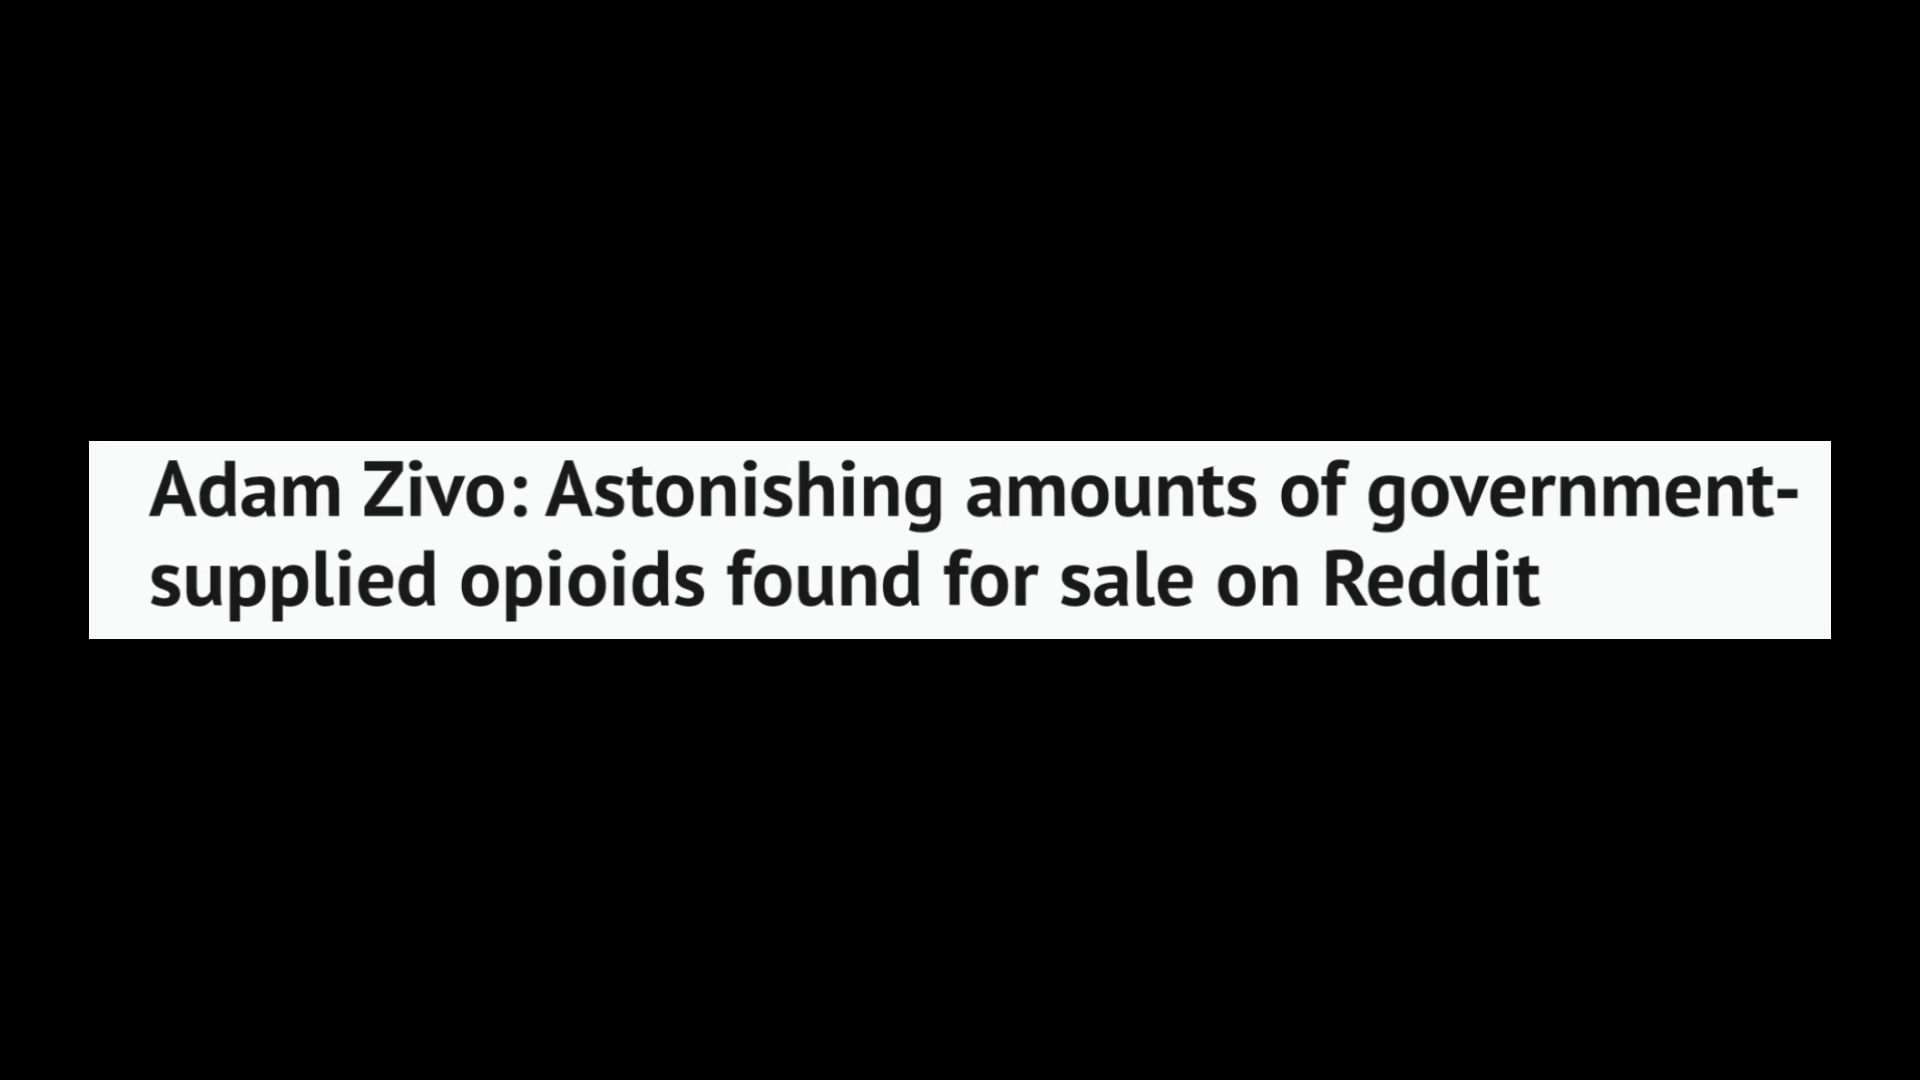 Adam Zivo: Astonishing amounts of government-
supplied opioids found for sale on Reddit